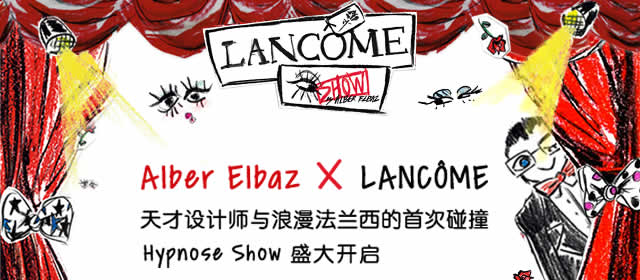 LANCÔME
SHOW
by ALBER ELBAZ
Alber Elbaz X LANCÔME
天才设计师与浪漫法兰西的首次碰撞
Hypnose Show 盛大开启